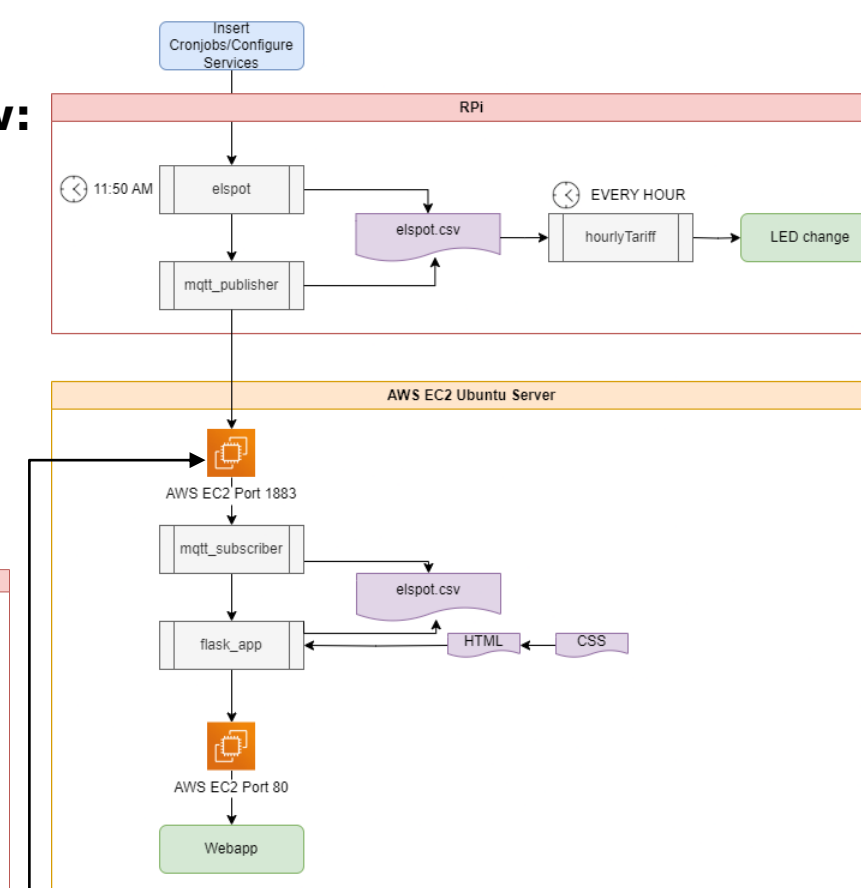 Insert
Cronjobs/Configure
Services
v:
RPi
11:50 AM
elspot
EVERY HOUR
elspot.csv
hourlyTariff
LED change
mqtt_publisher
AWS EC2 Ubuntu Server
AWS EC2 Port 1883
mqtt_subscriber
elspot.csv
flask_app
HTML
CSS
AWS EC2 Port 80
Webapp